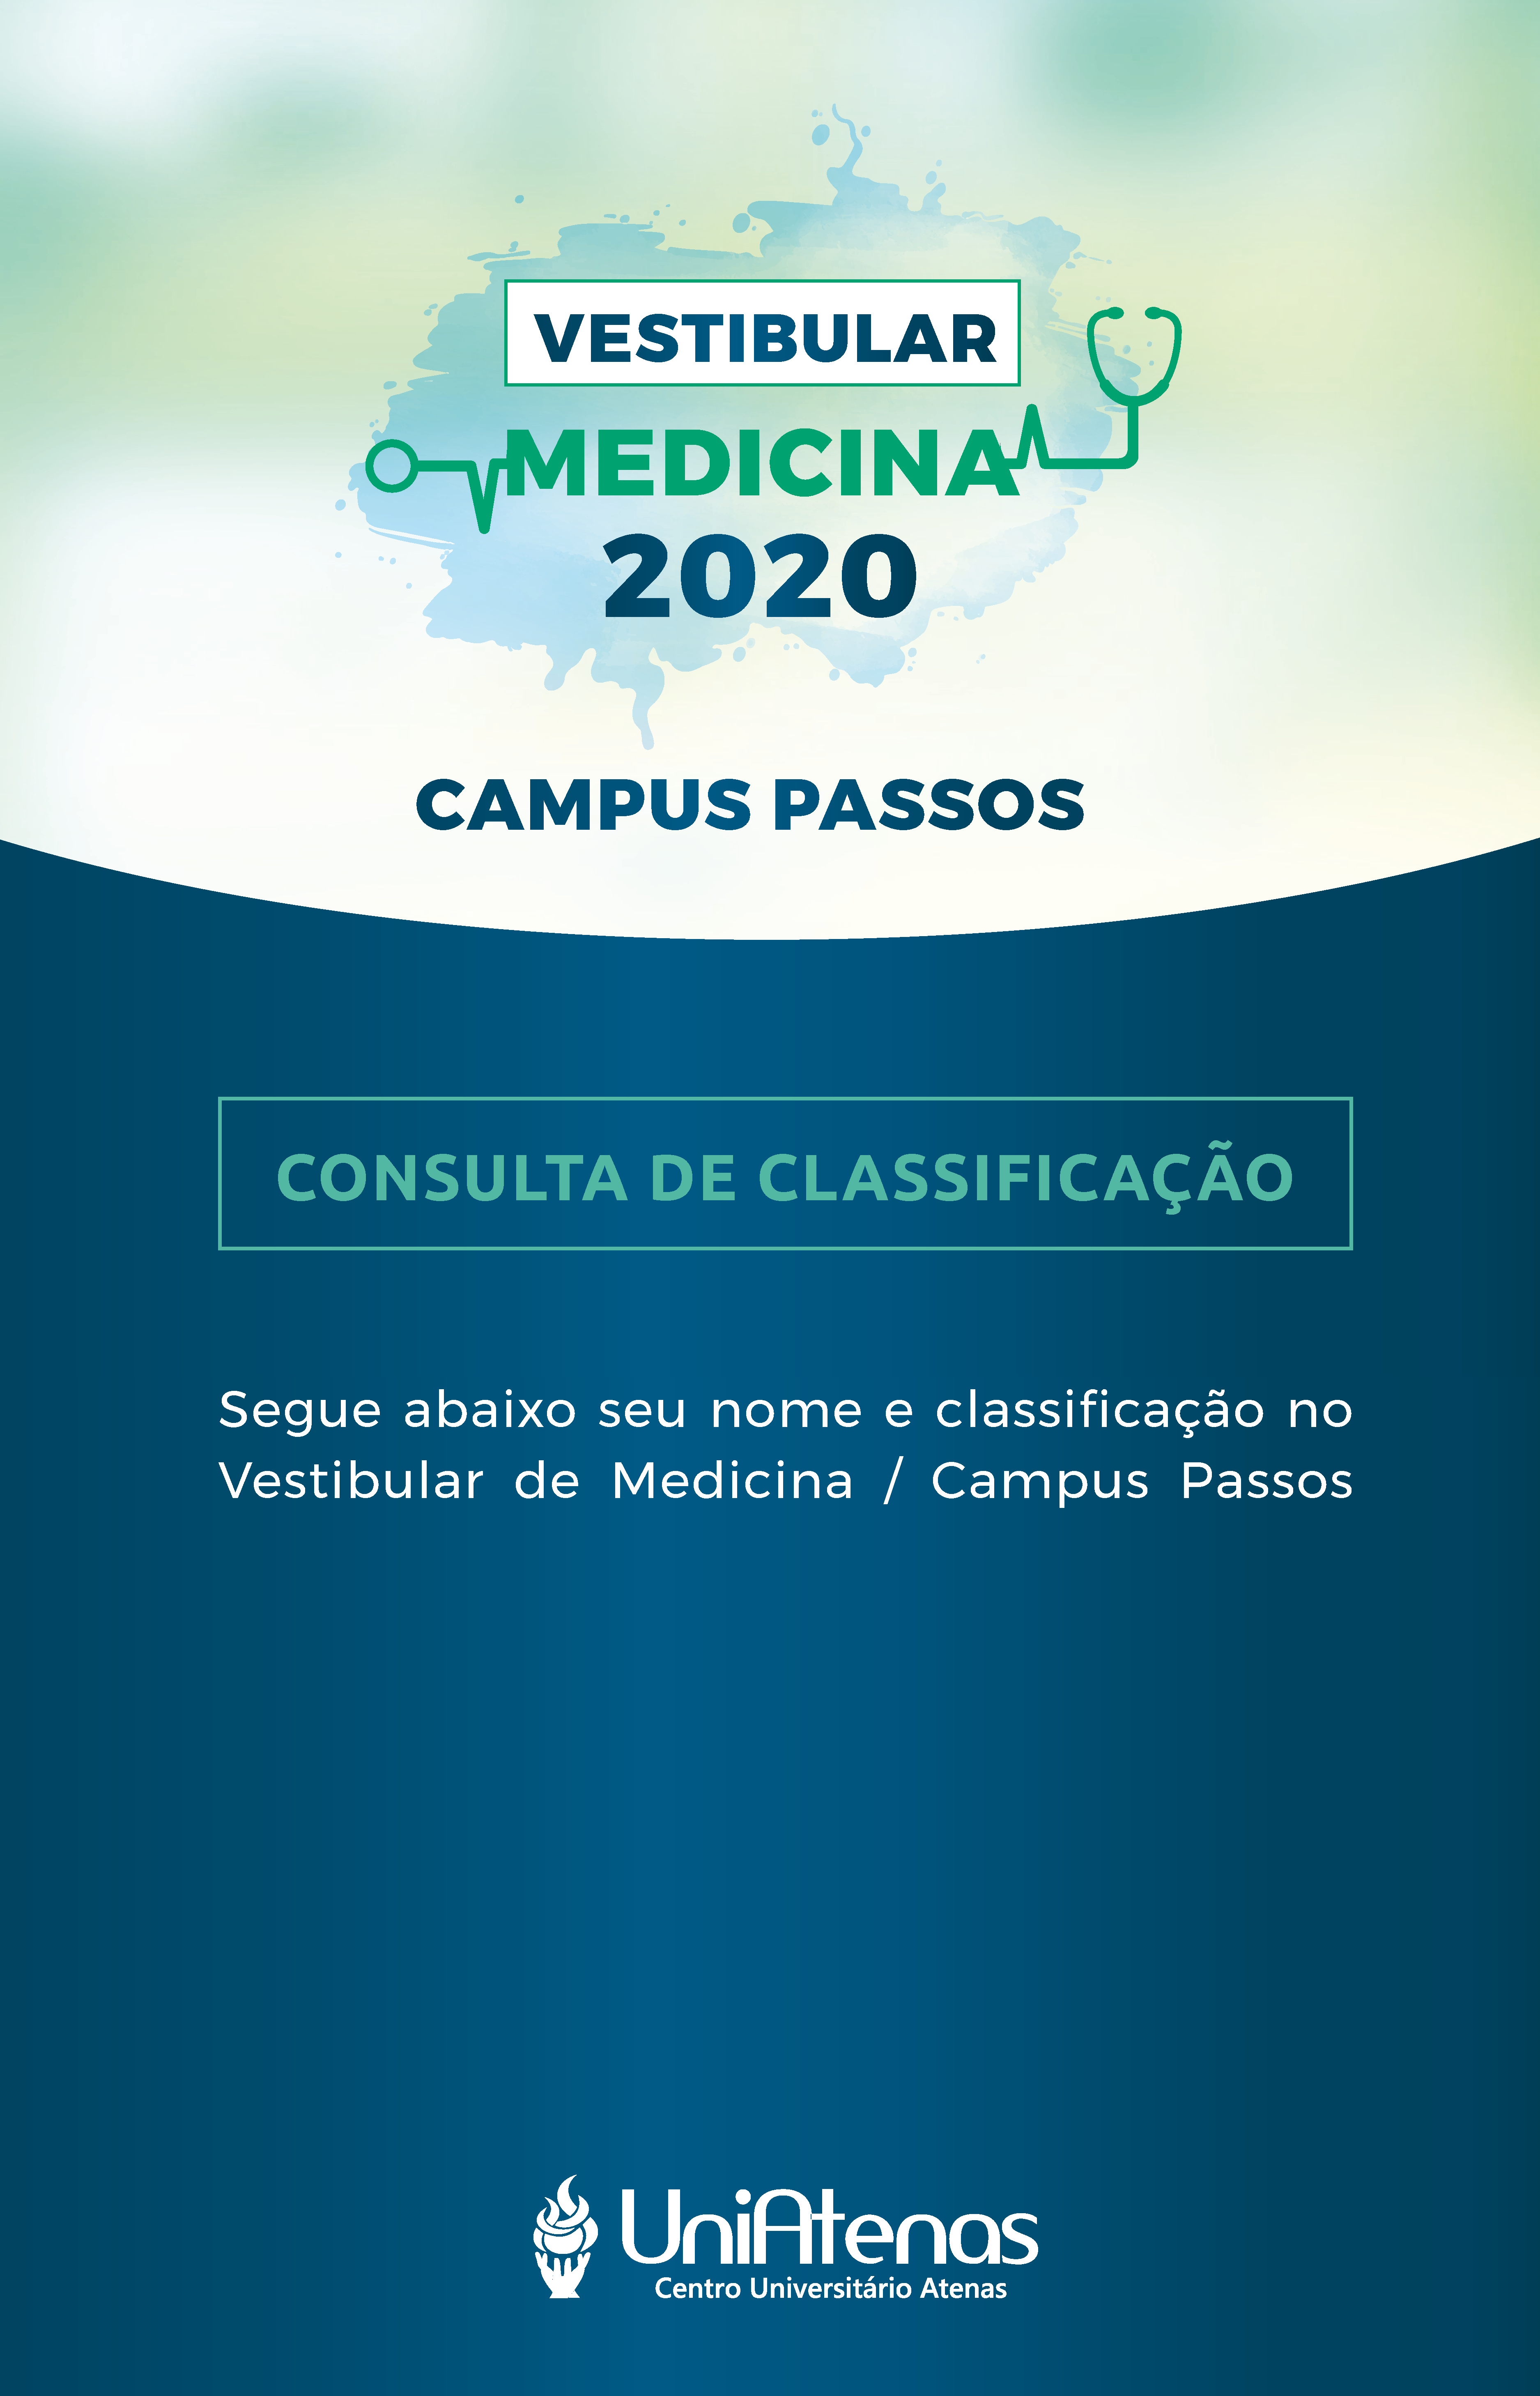 VESTIBULAR
MEDICINA
2020
CAMPUS PASSOS
CONSULTA DE CLASSIFICAÇÃO
Segue abaixo seu nome e classificação no
Vestibular de Medicina / Campus Passos
UniAtenas
Centro Universitário Atenas